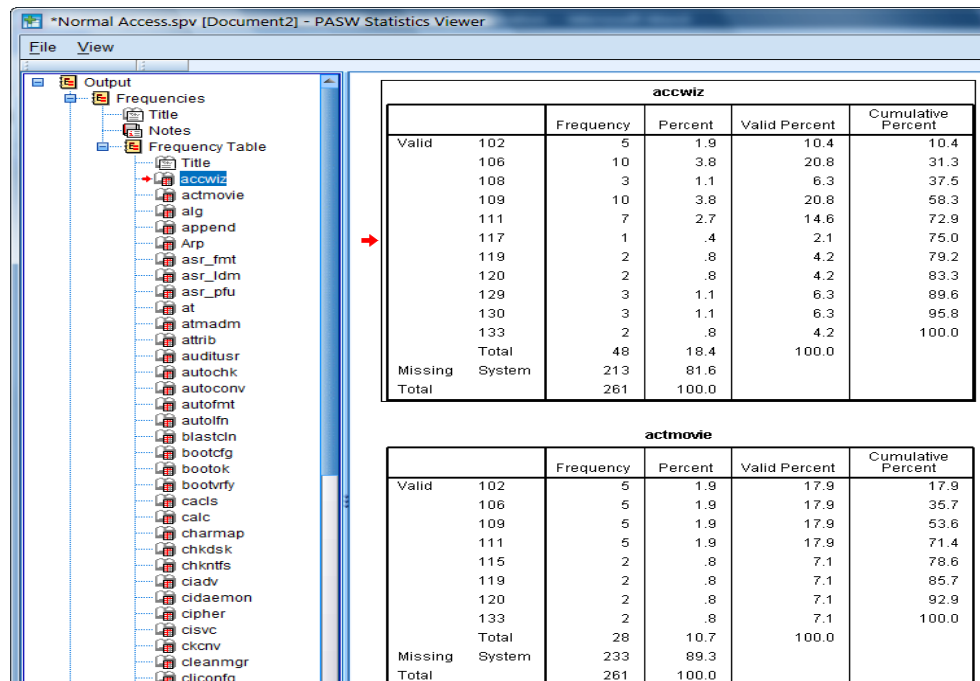 *Normal Access.spv [Document2] - PASW Statistics Viewer
File View
Output
Frequencies
Title
Notes
Frequency Table
Title
accwiz
actmovie
alg
append
Arp
asr_fmt
asr_ldm
asr_pfu
at
atmadm
attrib
auditusr
autochk
autoconv
autofmt
autolfn
blastcln
bootcfg
bootok
bootvrfy
cacls
calc
charmap
chkdsk
chkntfs
ciadv
cidaemon
cipher
cisvc
ckcnv
cleanmgr
cliconfg
accwiz
Frequency Percent Valid Percent Cumulative Percent
Valid 102 5 1.9 10.4 10.4
106 10 3.8 20.8 31.3
108 3 1.1 6.3 37.5
109 10 3.8 20.8 58.3
111 7 2.7 14.6 72.9
117 1 .4 2.1 75.0
119 2 .8 4.2 79.2
120 2 .8 4.2 83.3
129 3 1.1 6.3 89.6
130 3 1.1 6.3 95.8
133 2 .8 4.2 100.0
Total 48 18.4 100.0
Missing System 213 81.6
Total 261 100.0
actmovie
Frequency Percent Valid Percent Cumulative Percent
Valid 102 5 1.9 17.9 17.9
106 5 1.9 17.9 35.7
109 5 1.9 17.9 53.6
111 5 1.9 17.9 71.4
115 2 .8 7.1 78.6
119 2 .8 7.1 85.7
120 2 .8 7.1 92.9
133 2 .8 7.1 100.0
Total 28 10.7 100.0
Missing System 233 89.3
Total 261 100.0